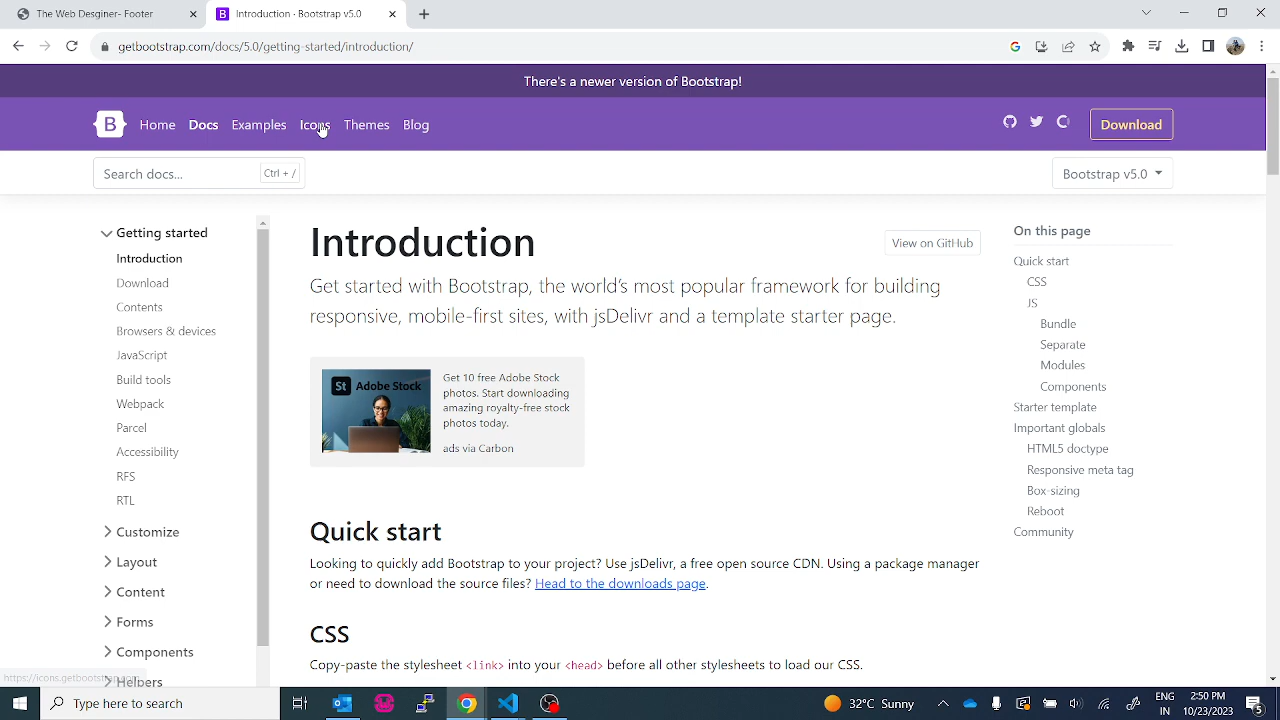 The Web Desginer- Footer
Introduction · Bootstrap v5.0
getbootstrap.com/docs/5.0/getting-started/introduction/
There's a newer version of Bootstrap!
B Home Docs Examples Icons Themes Blog Download
Search docs... Ctrl + /
Bootstrap v5.0
Getting started
Introduction
Download
Contents
Browsers & devices
JavaScript
Build tools
Webpack
Parcel
Accessibility
RFS
RTL
Customize
Layout
Content
Forms
Components
Helpers
Introduction
View on GitHub
Get started with Bootstrap, the world's most popular framework for building
responsive, mobile-first sites, with jsDelivr and a template starter page.
St Adobe Stock
Get 10 free Adobe Stock
photos. Start downloading
amazing royalty-free stock
photos today.
ads via Carbon
Quick start
Looking to quickly add Bootstrap to your project? Use jsDelivr, a free open source CDN. Using a package manager
or need to download the source files? Head to the downloads page.
CSS
Copy-paste the stylesheet <link> into your <head> before all other stylesheets to load our CSS.
On this page
Quick start
CSS
JS
Bundle
Separate
Modules
Components
Starter template
Important globals
HTML5 doctype
Responsive meta tag
Box-sizing
Reboot
Community
Type here to search
32°C Sunny
ENG
IN
2:50 PM
10/23/2023